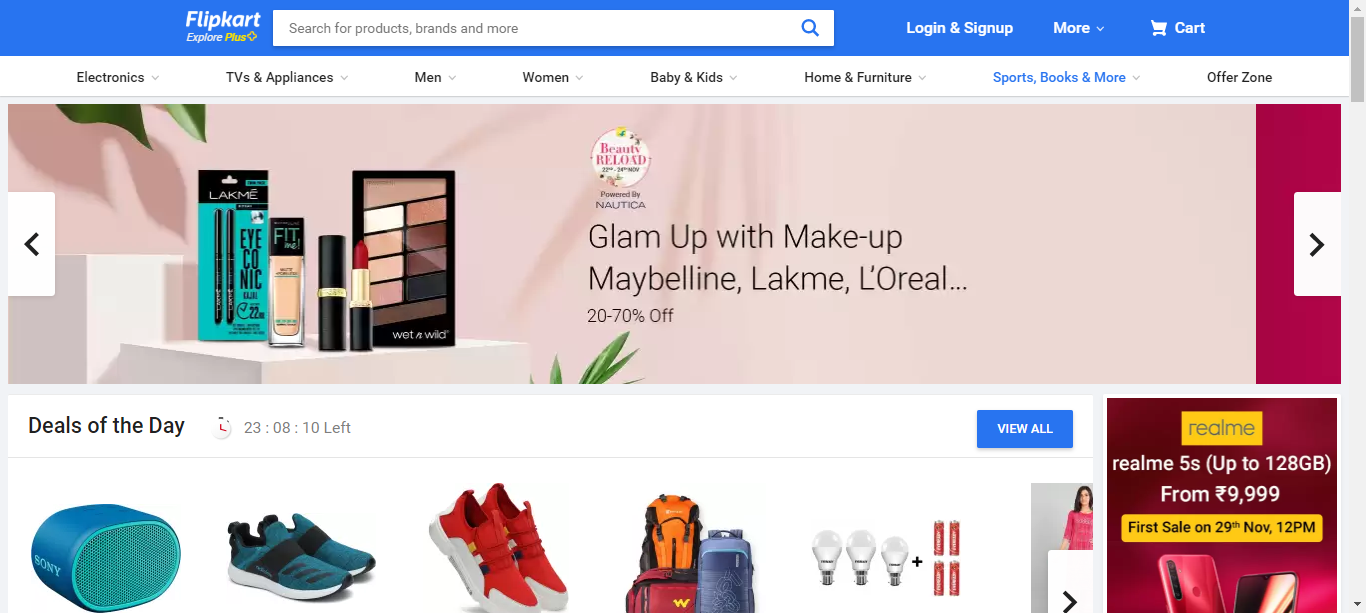 Flipkart
Explore Plus
Search for products, brands and more
Login & Signup
More
Cart
Electronics
TVs & Appliances
Men
Women
Baby & Kids
Home & Furniture
Sports, Books & More
Offer Zone
Beauty
RELOAD
22ND - 24TH NOV
Powered By
NAUTICA
Glam Up with Make-up
Maybelline, Lakme, L’Oreal...
20-70% Off
LAKMÉ
EYE
CO
NIC
KAJAL
22HR
FIT
me!
wet n wild
Deals of the Day
23 : 08 : 10 Left
VIEW ALL
SONY
realme
realme 5s (Up to 128GB)
From ₹9,999
First Sale on 29th Nov, 12PM